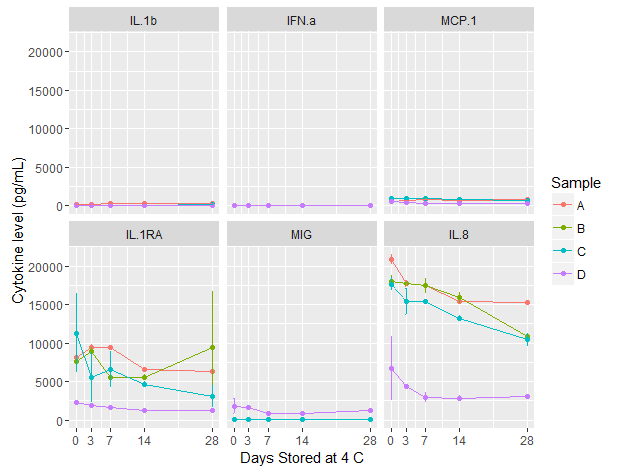 IL.1b IFN.a MCP.1
20000
15000
10000
5000
0
IL.1RA MIG IL.8
20000
15000
10000
5000
0
0 3 7 14 28 0 3 7 14 28 0 3 7 14 28
Days Stored at 4 C
Cytokine level (pg/mL)
Sample
A
B
C
D